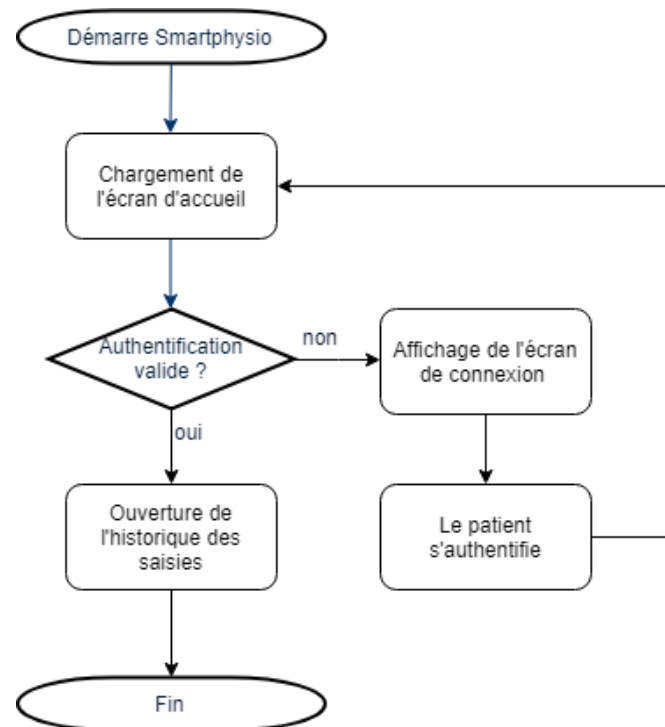 Démarre Smartphysio
Chargement de
l'écran d'accueil
Authentification
valide ?
non
Affichage de l'écran
de connexion
oui
Ouverture de
l'historique des
saisies
Le patient
s'authentifie
Fin